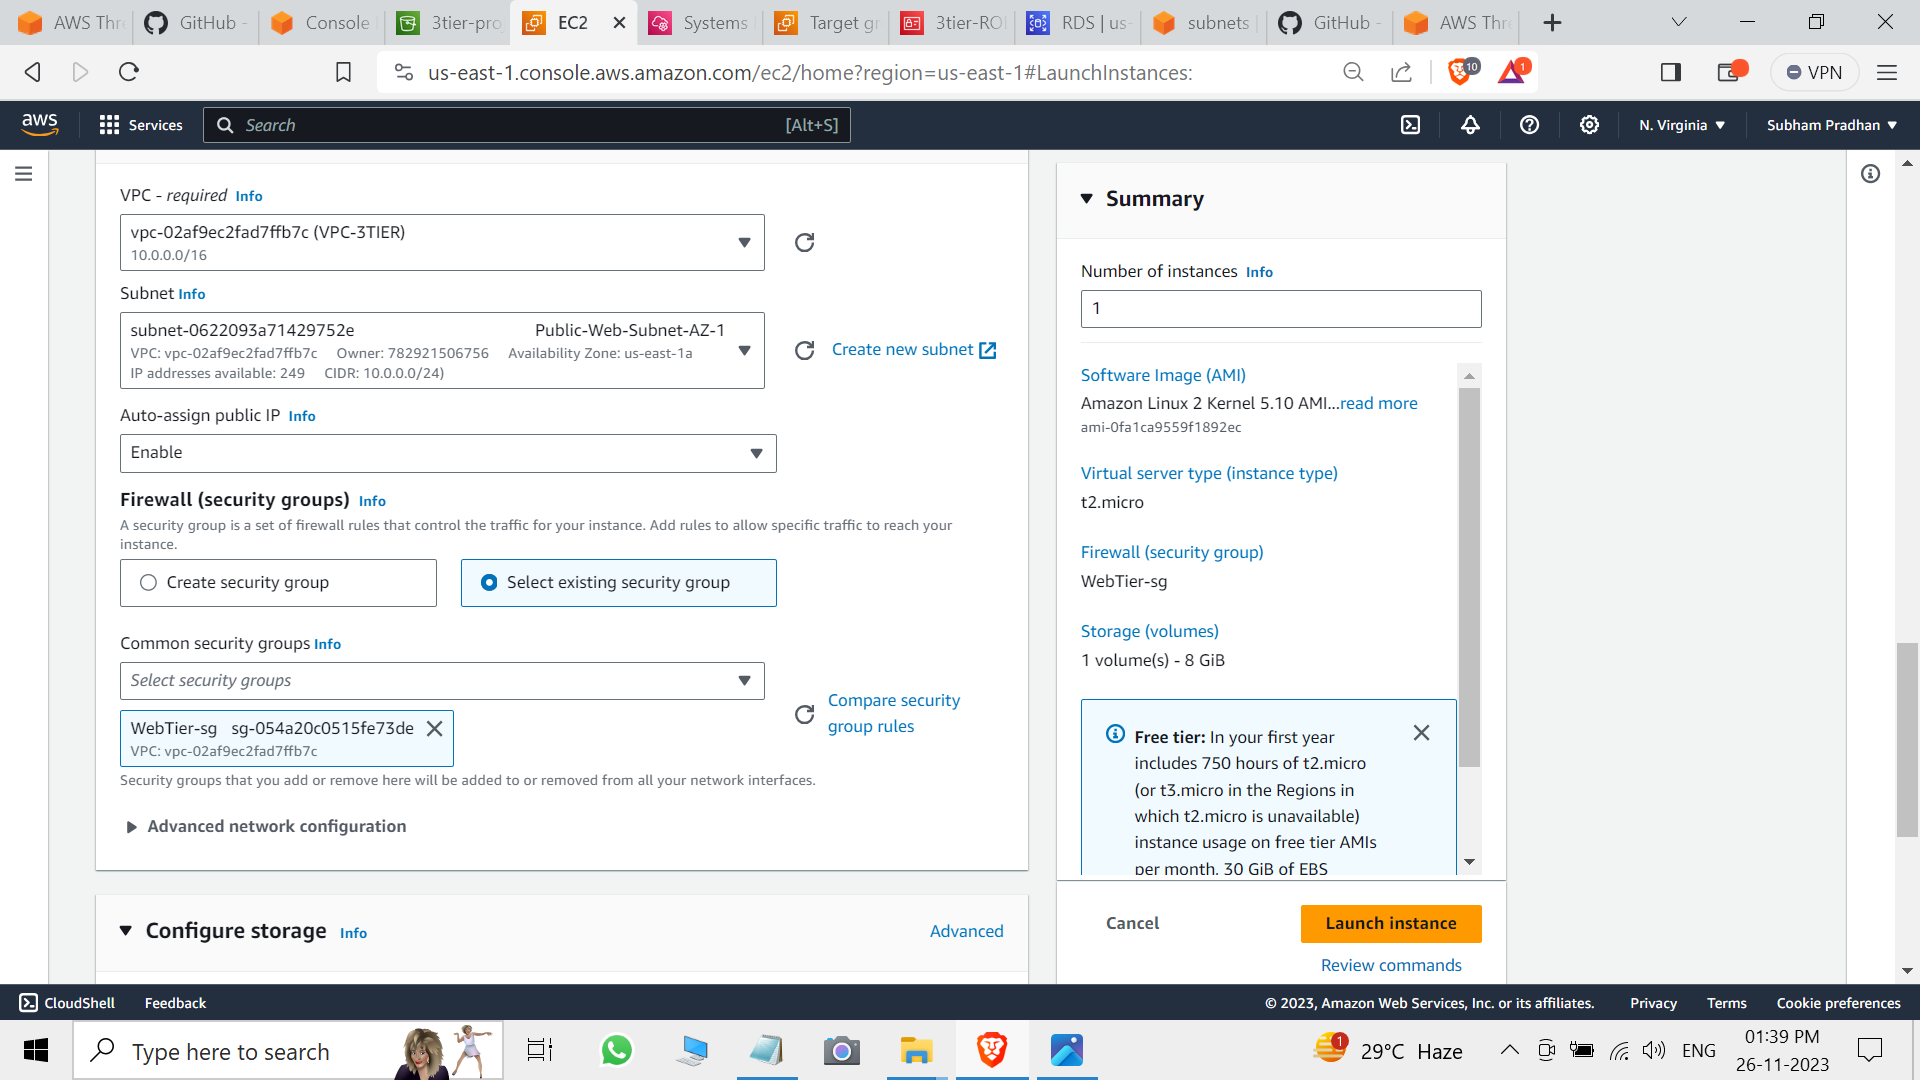 AWS Thre
GitHub -
Console
3tier-pro
EC2
Systems
Target gr
3tier-ROL
RDS | us-
subnets
GitHub -
AWS Thre
us-east-1.console.aws.amazon.com/ec2/home?region=us-east-1#LaunchInstances:
10
1
VPN
aws
Services
Search
[Alt+S]
N. Virginia
Subham Pradhan
VPC - required Info
vpc-02af9ec2fad7ffb7c (VPC-3TIER)
10.0.0.0/16
Subnet Info
subnet-0622093a71429752e Public-Web-Subnet-AZ-1
VPC: vpc-02af9ec2fad7ffb7c Owner: 782921506756 Availability Zone: us-east-1a
IP addresses available: 249 CIDR: 10.0.0.0/24)
Create new subnet
Auto-assign public IP Info
Enable
Firewall (security groups) Info
A security group is a set of firewall rules that control the traffic for your instance. Add rules to allow specific traffic to reach your
instance.
Create security group
Select existing security group
Common security groups Info
Select security groups
WebTier-sg sg-054a20c0515fe73de
VPC: vpc-02af9ec2fad7ffb7c
Compare security
group rules
Security groups that you add or remove here will be added to or removed from all your network interfaces.
Advanced network configuration
Configure storage Info
Advanced
Summary
Number of instances Info
1
Software Image (AMI)
Amazon Linux 2 Kernel 5.10 AMI...read more
ami-0fa1ca9559f1892ec
Virtual server type (instance type)
t2.micro
Firewall (security group)
WebTier-sg
Storage (volumes)
1 volume(s) - 8 GiB
Free tier: In your first year
includes 750 hours of t2.micro
(or t3.micro in the Regions in
which t2.micro is unavailable)
instance usage on free tier AMIs
per month, 30 GiB of EBS
Cancel
Launch instance
Review commands
CloudShell
Feedback
© 2023, Amazon Web Services, Inc. or its affiliates.
Privacy
Terms
Cookie preferences
Type here to search
1
29°C Haze
ENG
01:39 PM
26-11-2023